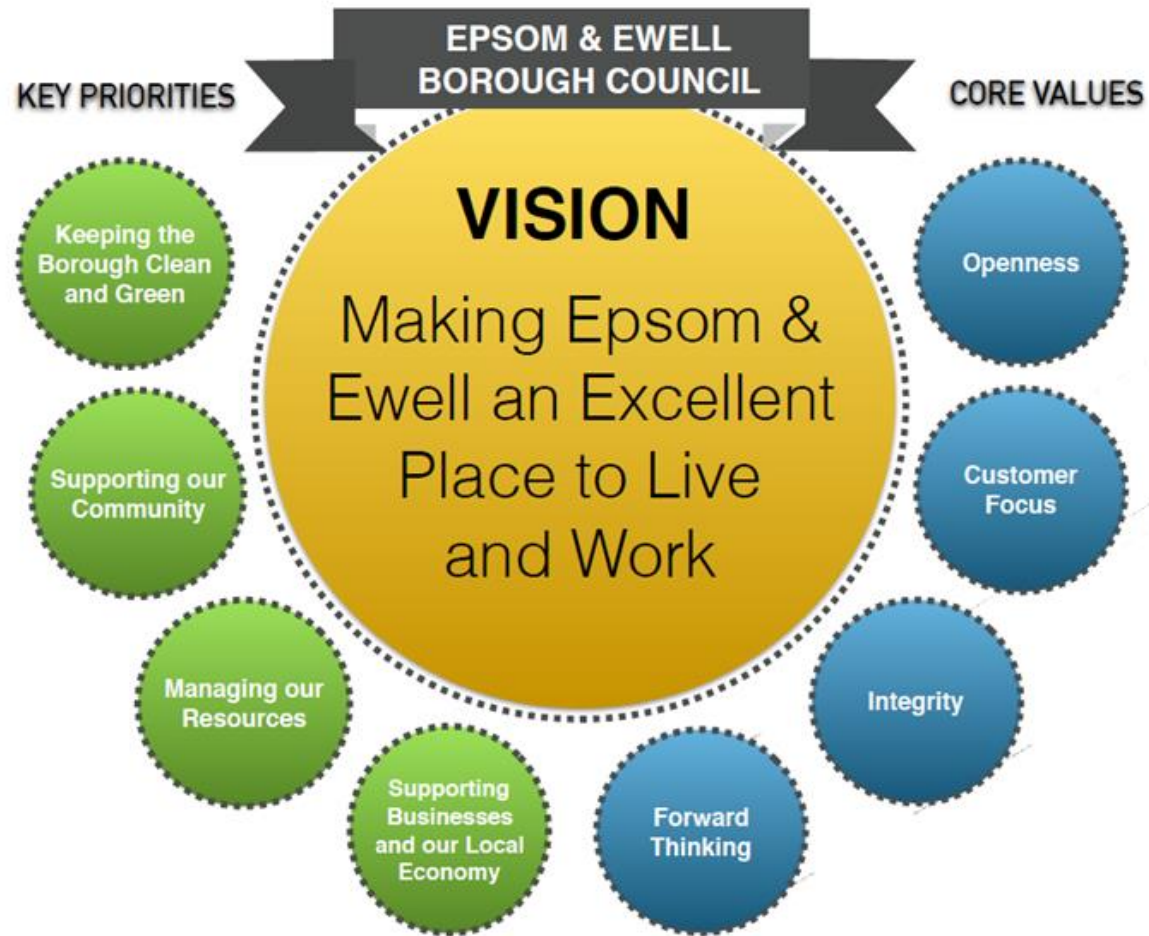 EPSOM & EWELL
BOROUGH COUNCIL
KEY PRIORITIES
CORE VALUES
VISION
Making Epsom &
Ewell an Excellent
Place to Live
and Work
Keeping the
Borough Clean
and Green
Supporting our
Community
Managing our
Resources
Supporting
Businesses
and our Local
Economy
Openness
Customer
Focus
Integrity
Forward
Thinking